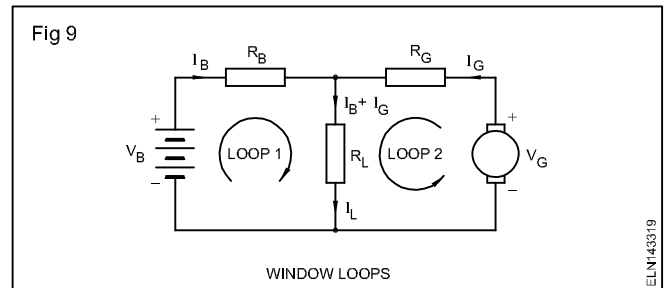 Fig 9
I_B
R_B
R_G
I_G
I_B + I_G
+
V_B
–
LOOP 1
R_L
LOOP 2
+
V_G
–
I_L
WINDOW LOOPS
ELN143319